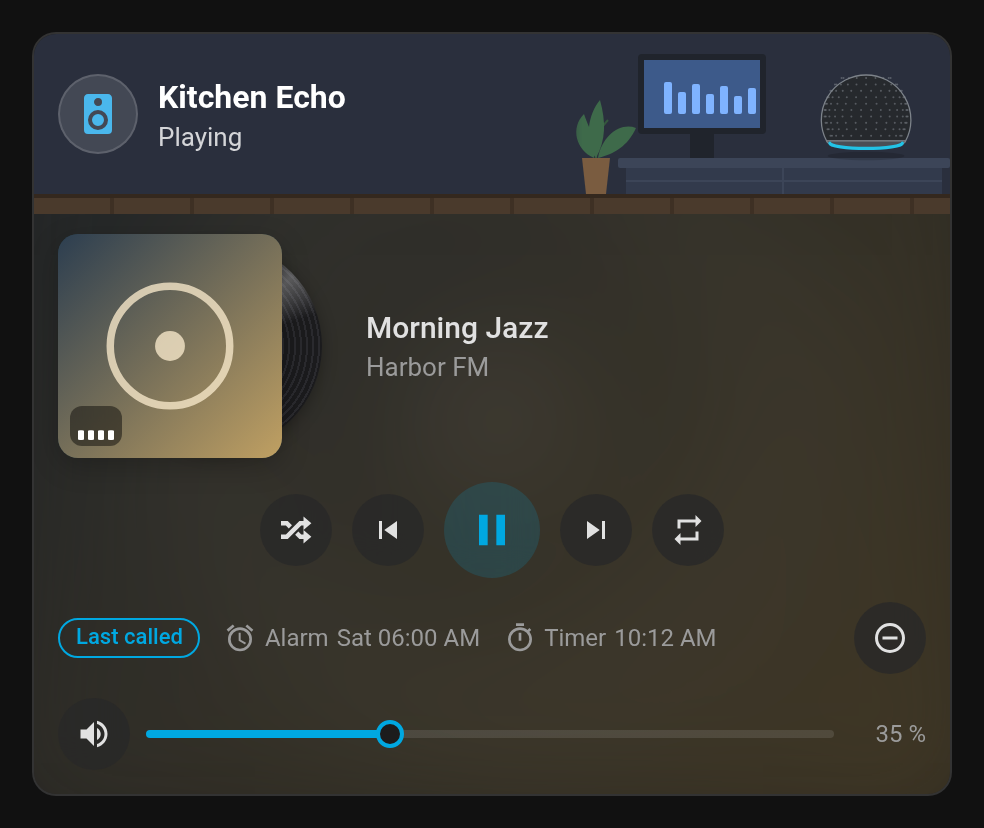 Kitchen Echo
Playing
Morning Jazz
Harbor FM
Last called Alarm Sat 06:00 AM Timer 10:12 AM
35 %